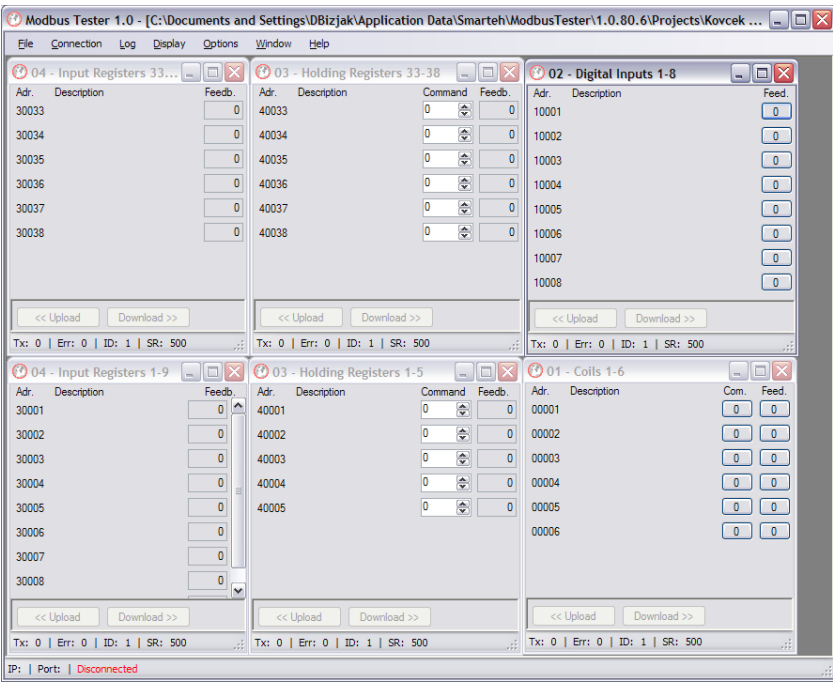 Modbus Tester 1.0 - [C:\Documents and Settings\DBizjak\Application Data\Smarteh\ModbusTester\1.0.80.6\Projects\Kovcek ...
File Connection Log Display Options Window Help
04 - Input Registers 33...
Adr. Description Feedb.
30033 0
30034 0
30035 0
30036 0
30037 0
30038 0
<< Upload Download >>
Tx: 0 | Err: 0 | ID: 1 | SR: 500
03 - Holding Registers 33-38
Adr. Description Command Feedb.
40033 0 0
40034 0 0
40035 0 0
40036 0 0
40037 0 0
40038 0 0
<< Upload Download >>
Tx: 0 | Err: 0 | ID: 1 | SR: 500
02 - Digital Inputs 1-8
Adr. Description Feed.
10001 0
10002 0
10003 0
10004 0
10005 0
10006 0
10007 0
10008 0
<< Upload Download >>
Tx: 0 | Err: 0 | ID: 1 | SR: 500
04 - Input Registers 1-9
Adr. Description Feedb.
30001 0
30002 0
30003 0
30004 0
30005 0
30006 0
30007 0
30008 0
<< Upload Download >>
Tx: 0 | Err: 0 | ID: 1 | SR: 500
03 - Holding Registers 1-5
Adr. Description Command Feedb.
40001 0 0
40002 0 0
40003 0 0
40004 0 0
40005 0 0
<< Upload Download >>
Tx: 0 | Err: 0 | ID: 1 | SR: 500
01 - Coils 1-6
Adr. Description Com. Feed.
00001 0 0
00002 0 0
00003 0 0
00004 0 0
00005 0 0
00006 0 0
<< Upload Download >>
Tx: 0 | Err: 0 | ID: 1 | SR: 500
IP: | Port: | Disconnected